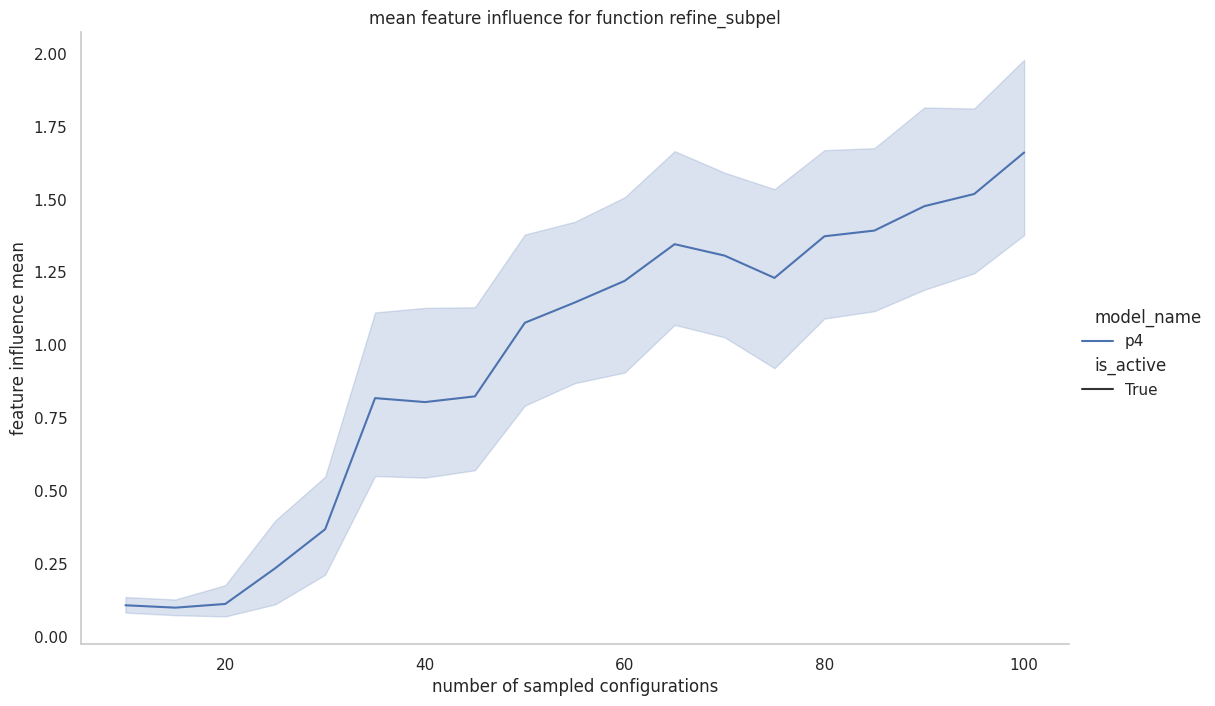 mean feature influence for function refine_subpel
2.00
1.75
1.50
1.25
1.00
0.75
0.50
0.25
0.00
feature influence mean
20
40
60
80
100
number of sampled configurations
model_name
p4
is_active
True